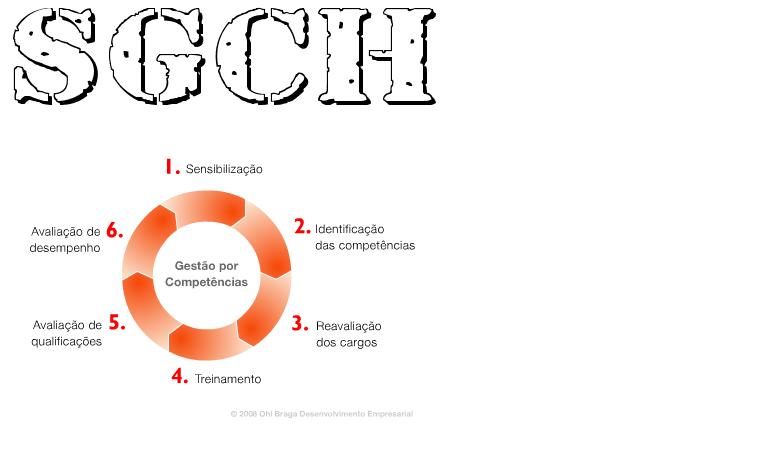 SGCH
1. Sensibilização
2. Identificação
das competências
3. Reavaliação
dos cargos
4. Treinamento
5. Avaliação de
qualificações
6. Avaliação de
desempenho
Gestão por
Competências
© 2008 Oh! Braga Desenvolvimento Empresarial